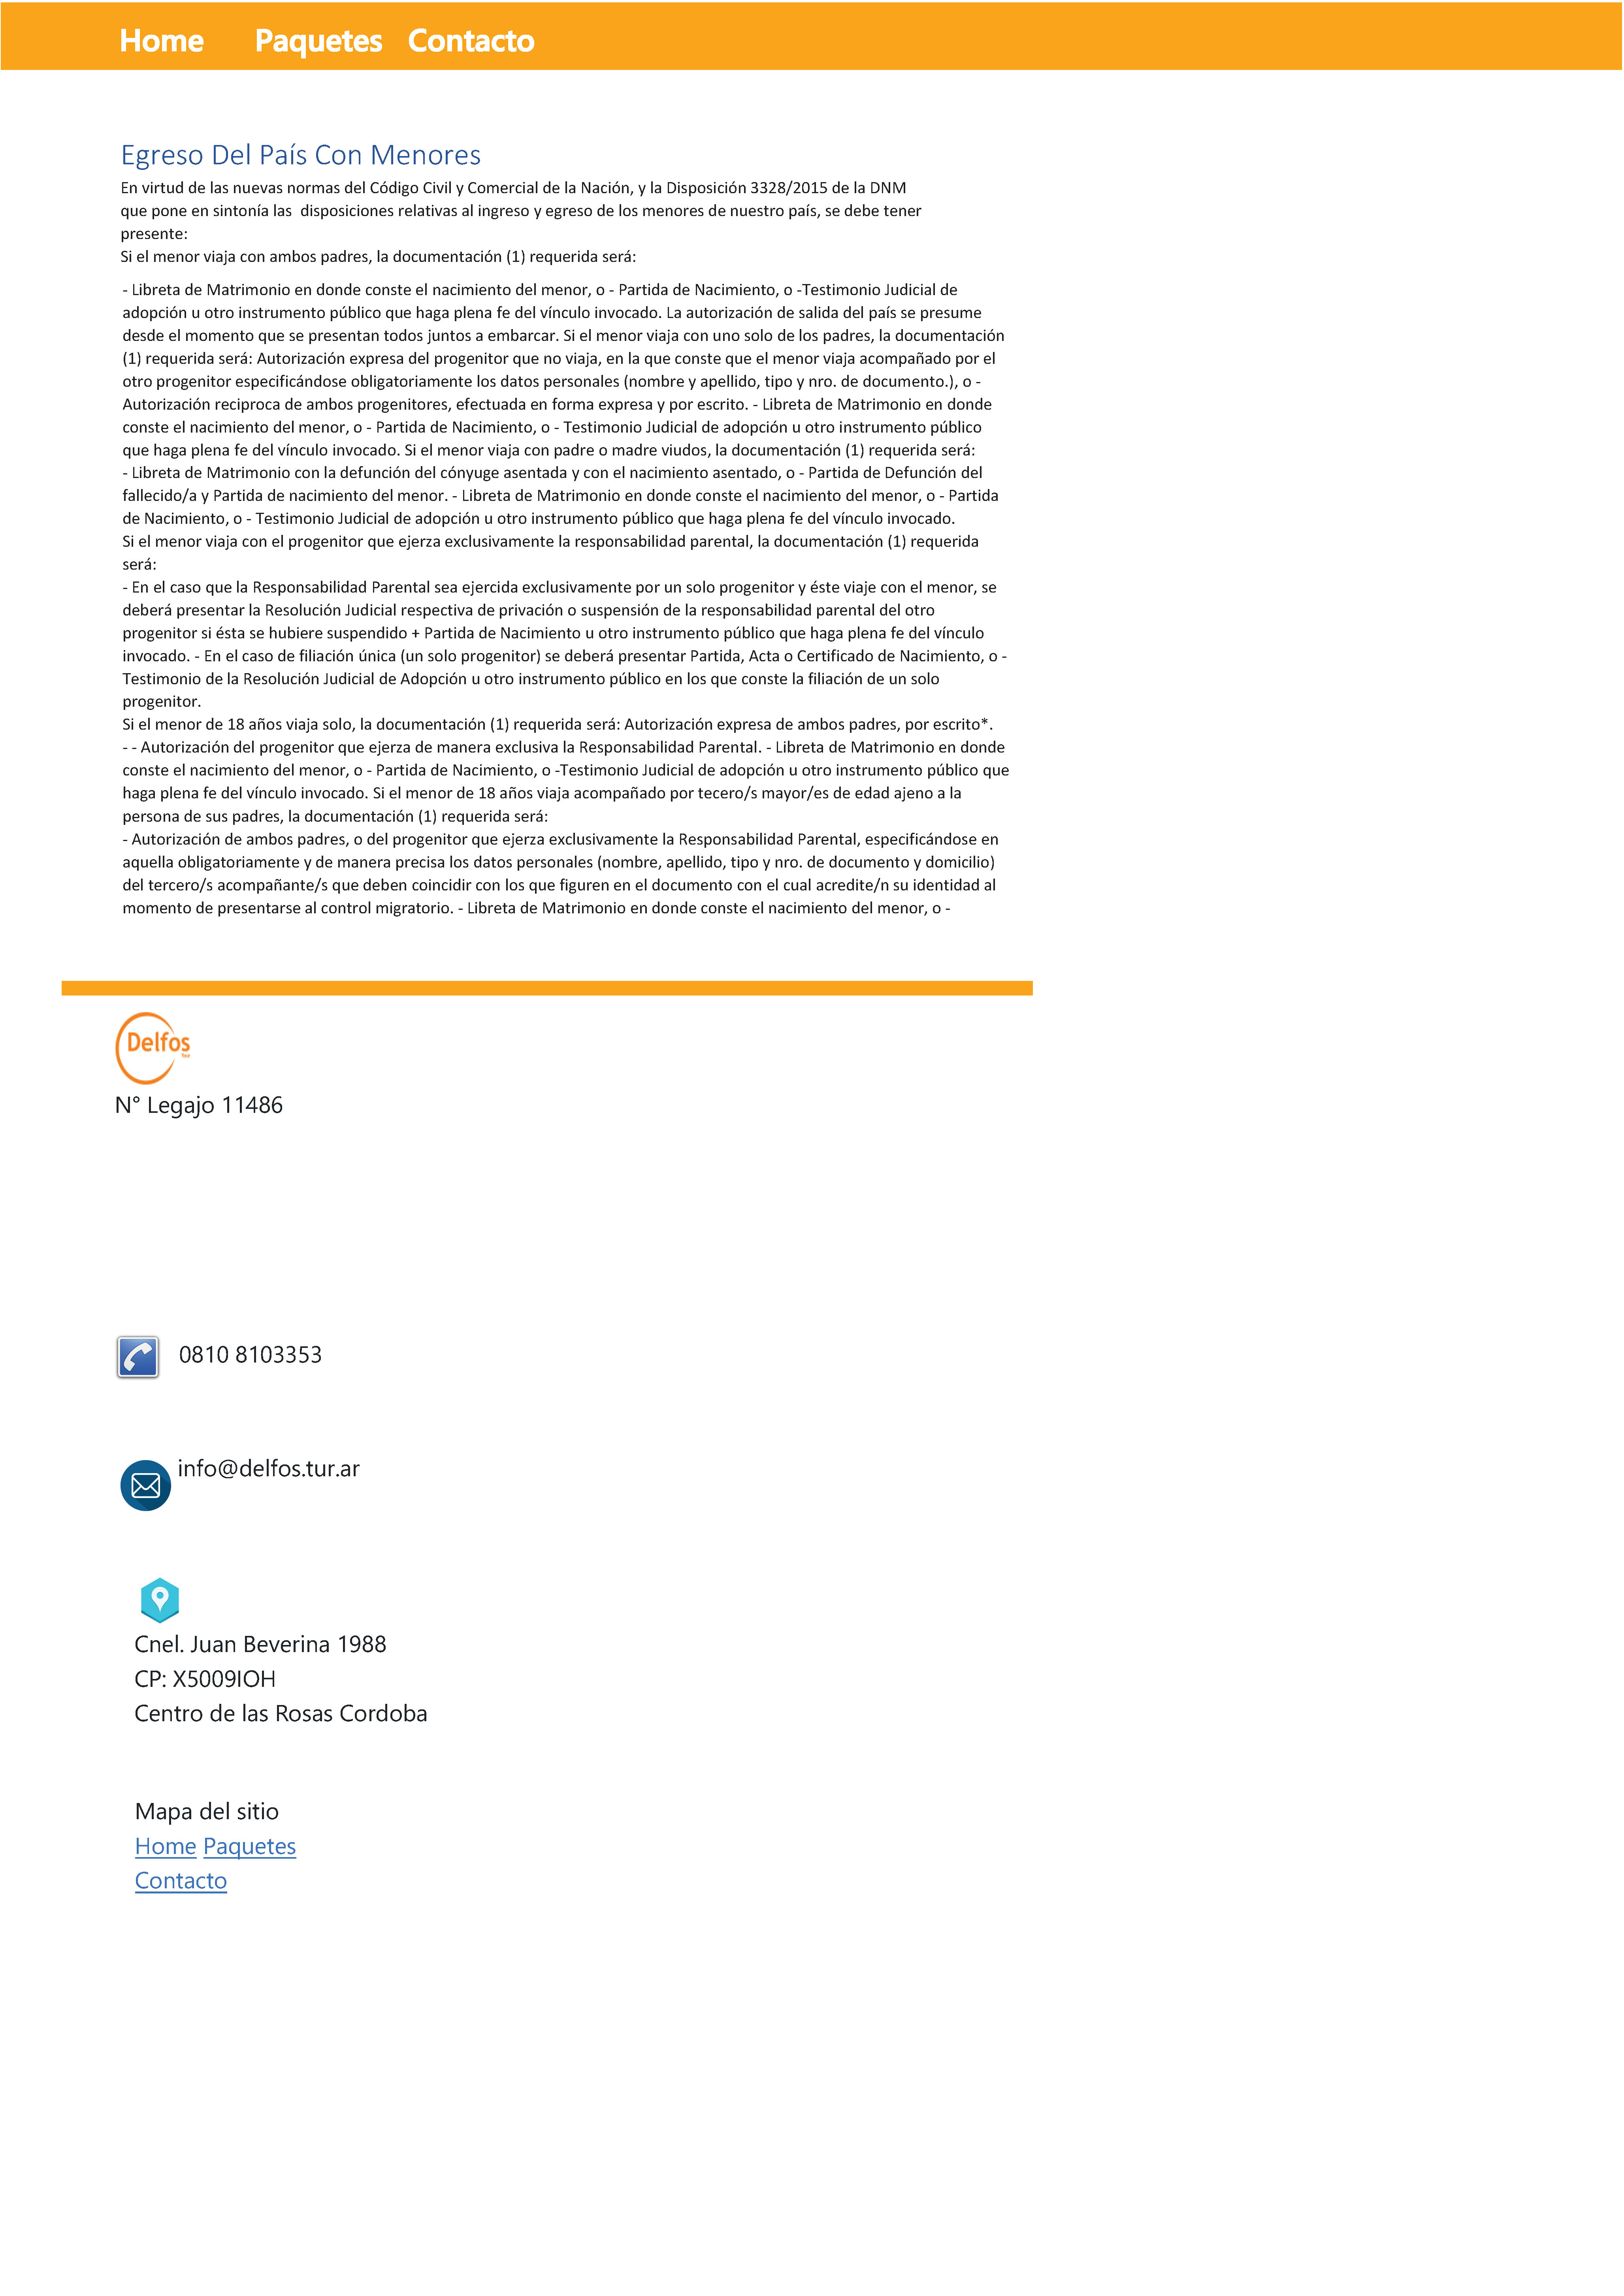 Home Paquetes Contacto
Egreso Del País Con Menores
En virtud de las nuevas normas del Código Civil y Comercial de la Nación, y la Disposición 3328/2015 de la DNM
que pone en sintonía las disposiciones relativas al ingreso y egreso de los menores de nuestro país, se debe tener
presente:
Si el menor viaja con ambos padres, la documentación (1) requerida será:
- Libreta de Matrimonio en donde conste el nacimiento del menor, o - Partida de Nacimiento, o -Testimonio Judicial de
adopción u otro instrumento público que haga plena fe del vínculo invocado. La autorización de salida del país se presume
desde el momento que se presentan todos juntos a embarcar. Si el menor viaja con uno solo de los padres, la documentación
(1) requerida será: Autorización expresa del progenitor que no viaja, en la que conste que el menor viaja acompañado por el
otro progenitor especificándose obligatoriamente los datos personales (nombre y apellido, tipo y nro. de documento.), o -
Autorización reciproca de ambos progenitores, efectuada en forma expresa y por escrito. - Libreta de Matrimonio en donde
conste el nacimiento del menor, o - Partida de Nacimiento, o - Testimonio Judicial de adopción u otro instrumento público
que haga plena fe del vínculo invocado. Si el menor viaja con padre o madre viudos, la documentación (1) requerida será:
- Libreta de Matrimonio con la defunción del cónyuge asentada y con el nacimiento asentado, o - Partida de Defunción del
fallecido/a y Partida de nacimiento del menor. - Libreta de Matrimonio en donde conste el nacimiento del menor, o - Partida
de Nacimiento, o - Testimonio Judicial de adopción u otro instrumento público que haga plena fe del vínculo invocado.
Si el menor viaja con el progenitor que ejerza exclusivamente la responsabilidad parental, la documentación (1) requerida
será:
- En el caso que la Responsabilidad Parental sea ejercida exclusivamente por un solo progenitor y éste viaje con el menor, se
deberá presentar la Resolución Judicial respectiva de privación o suspensión de la responsabilidad parental del otro
progenitor si ésta se hubiere suspendido + Partida de Nacimiento u otro instrumento público que haga plena fe del vínculo
invocado. - En el caso de filiación única (un solo progenitor) se deberá presentar Partida, Acta o Certificado de Nacimiento, o -
Testimonio de la Resolución Judicial de Adopción u otro instrumento público en los que conste la filiación de un solo
progenitor.
Si el menor de 18 años viaja solo, la documentación (1) requerida será: Autorización expresa de ambos padres, por escrito*.
- - Autorización del progenitor que ejerza de manera exclusiva la Responsabilidad Parental. - Libreta de Matrimonio en donde
conste el nacimiento del menor, o - Partida de Nacimiento, o -Testimonio Judicial de adopción u otro instrumento público que
haga plena fe del vínculo invocado. Si el menor de 18 años viaja acompañado por tecero/s mayor/es de edad ajeno a la
persona de sus padres, la documentación (1) requerida será:
- Autorización de ambos padres, o del progenitor que ejerza exclusivamente la Responsabilidad Parental, especificándose en
aquella obligatoriamente y de manera precisa los datos personales (nombre, apellido, tipo y nro. de documento y domicilio)
del tercero/s acompañante/s que deben coincidir con los que figuren en el documento con el cual acredite/n su identidad al
momento de presentarse al control migratorio. - Libreta de Matrimonio en donde conste el nacimiento del menor, o -
Delfos
Tour
N° Legajo 11486
0810 8103353
info@delfos.tur.ar
Cnel. Juan Beverina 1988
CP: X5009IOH
Centro de las Rosas Cordoba
Mapa del sitio
Home Paquetes
Contacto